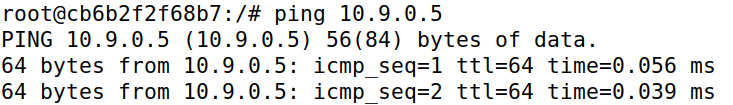 root@cb6b2f2f68b7:/# ping 10.9.0.5
PING 10.9.0.5 (10.9.0.5) 56(84) bytes of data.
64 bytes from 10.9.0.5: icmp_seq=1 ttl=64 time=0.056 ms
64 bytes from 10.9.0.5: icmp_seq=2 ttl=64 time=0.039 ms